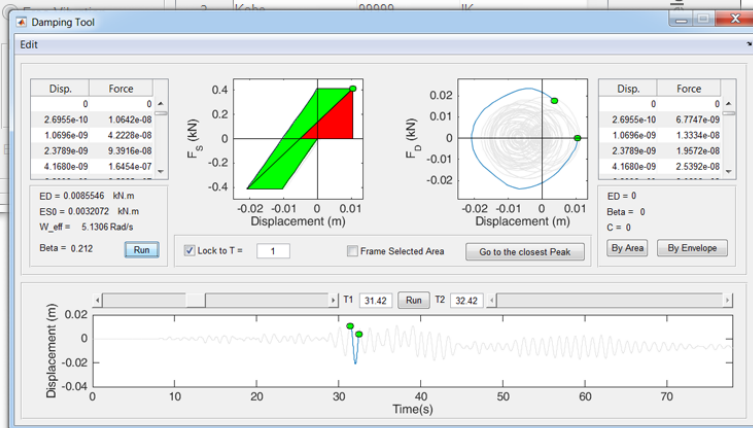 2 Kobe 99999
Damping Tool
Edit
Disp. Force
0 0
2.6955e-10 1.0642e-08
1.0696e-09 4.2228e-08
2.3789e-09 9.3916e-08
4.1680e-09 1.6454e-07
ED = 0.0085546 kN.m
ES0 = 0.0032072 kN.m
W_eff = 5.1306 Rad/s
Beta = 0.212 Run
F_S (kN)
0.4
0.2
0
-0.2
-0.4
-0.02 -0.01 0 0.01
Displacement (m)
F_D (kN)
0.02
0.01
0
-0.01
-0.02
-0.02 -0.01 0 0.01
Displacement (m)
Lock to T = 1 Frame Selected Area Go to the closest Peak
Disp. Force
0 0
2.6955e-10 6.7747e-09
1.0696e-09 1.3334e-08
2.3789e-09 1.9572e-08
4.1680e-09 2.5392e-08
ED = 0
Beta = 0
C = 0
By Area By Envelope
T1 31.42 Run T2 32.42
Displacement (m)
0.02
0
-0.02
-0.04
0 10 20 30 40 50 60 70
Time(s)